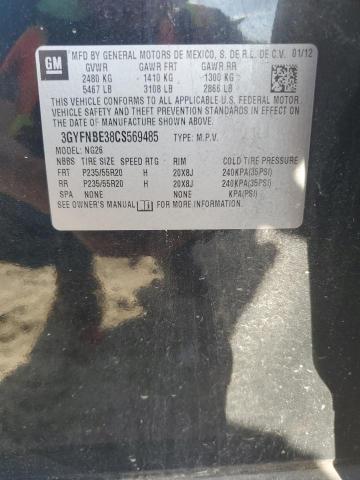 GM
MFD BY GENERAL MOTORS DE MEXICO, S. DE R.L. DE C.V. 01/12
GVWR GAWR FRT GAWR RR
2480 KG 1410 KG 1300 KG
5467 LB 3108 LB 2866 LB
THIS VEHICLE CONFORMS TO ALL APPLICABLE U.S. FEDERAL
MOTOR VEHICLE SAFETY AND THEFT PREVENTION STANDARDS IN
EFFECT ON THE DATE OF MANUFACTURE SHOWN ABOVE.
3GYFNBE38CS569485 TYPE: M.P.V.
MODEL: NG26
NBBS TIRE SIZE SPEED RTG RIM COLD TIRE PRESSURE
FRT P235/55R20 H 20X8J 240KPA(35PSI)
RR P235/55R20 H 20X8J 240KPA(35PSI)
SPA NONE NONE NONE KPA(PSI)
SEE OWNER MANUAL FOR ADDITIONAL INFORMATION.